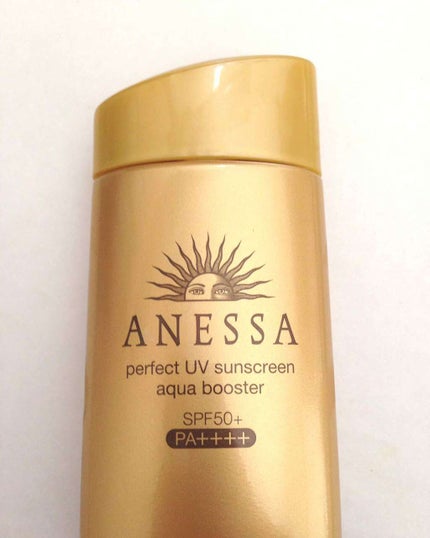 ANESSA
perfect UV sunscreen
aqua booster
SPF50+
PA++++